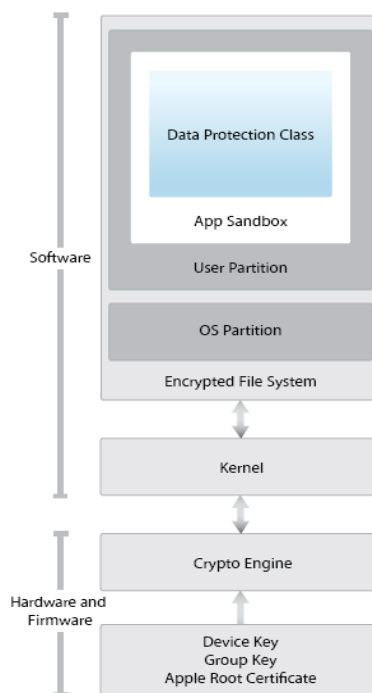 Data Protection Class
App Sandbox
User Partition
Software
OS Partition
Encrypted File System
Kernel
Crypto Engine
Hardware and
Firmware
Device Key
Group Key
Apple Root Certificate